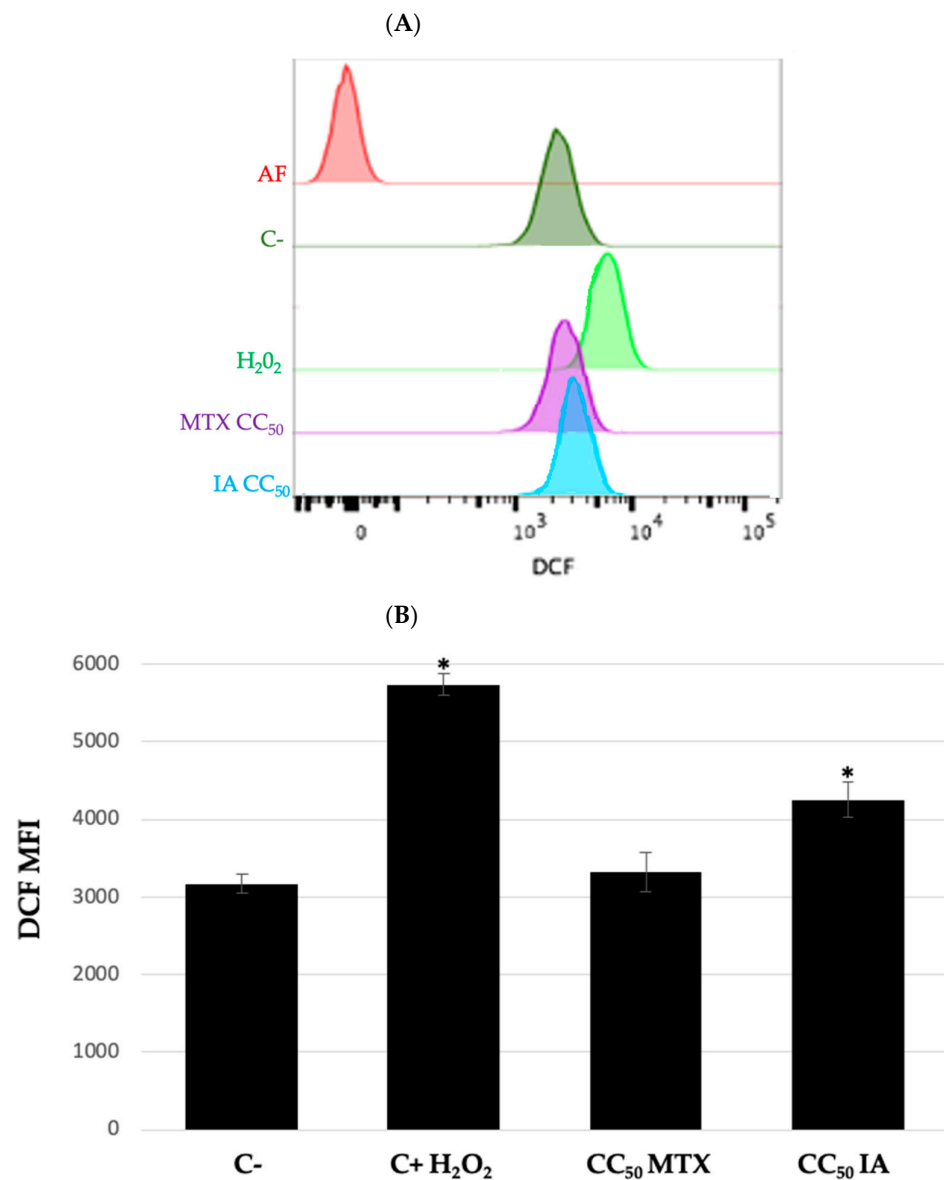 (A)
AF
C-
H₂0₂
MTX CC₅₀
IA CC₅₀
0 10³ 10⁴ 10⁵
DCF
(B)
6000
*
5000
*
4000
3000
2000
1000
0
DCF MFI
C- C+ H₂O₂ CC₅₀ MTX CC₅₀ IA